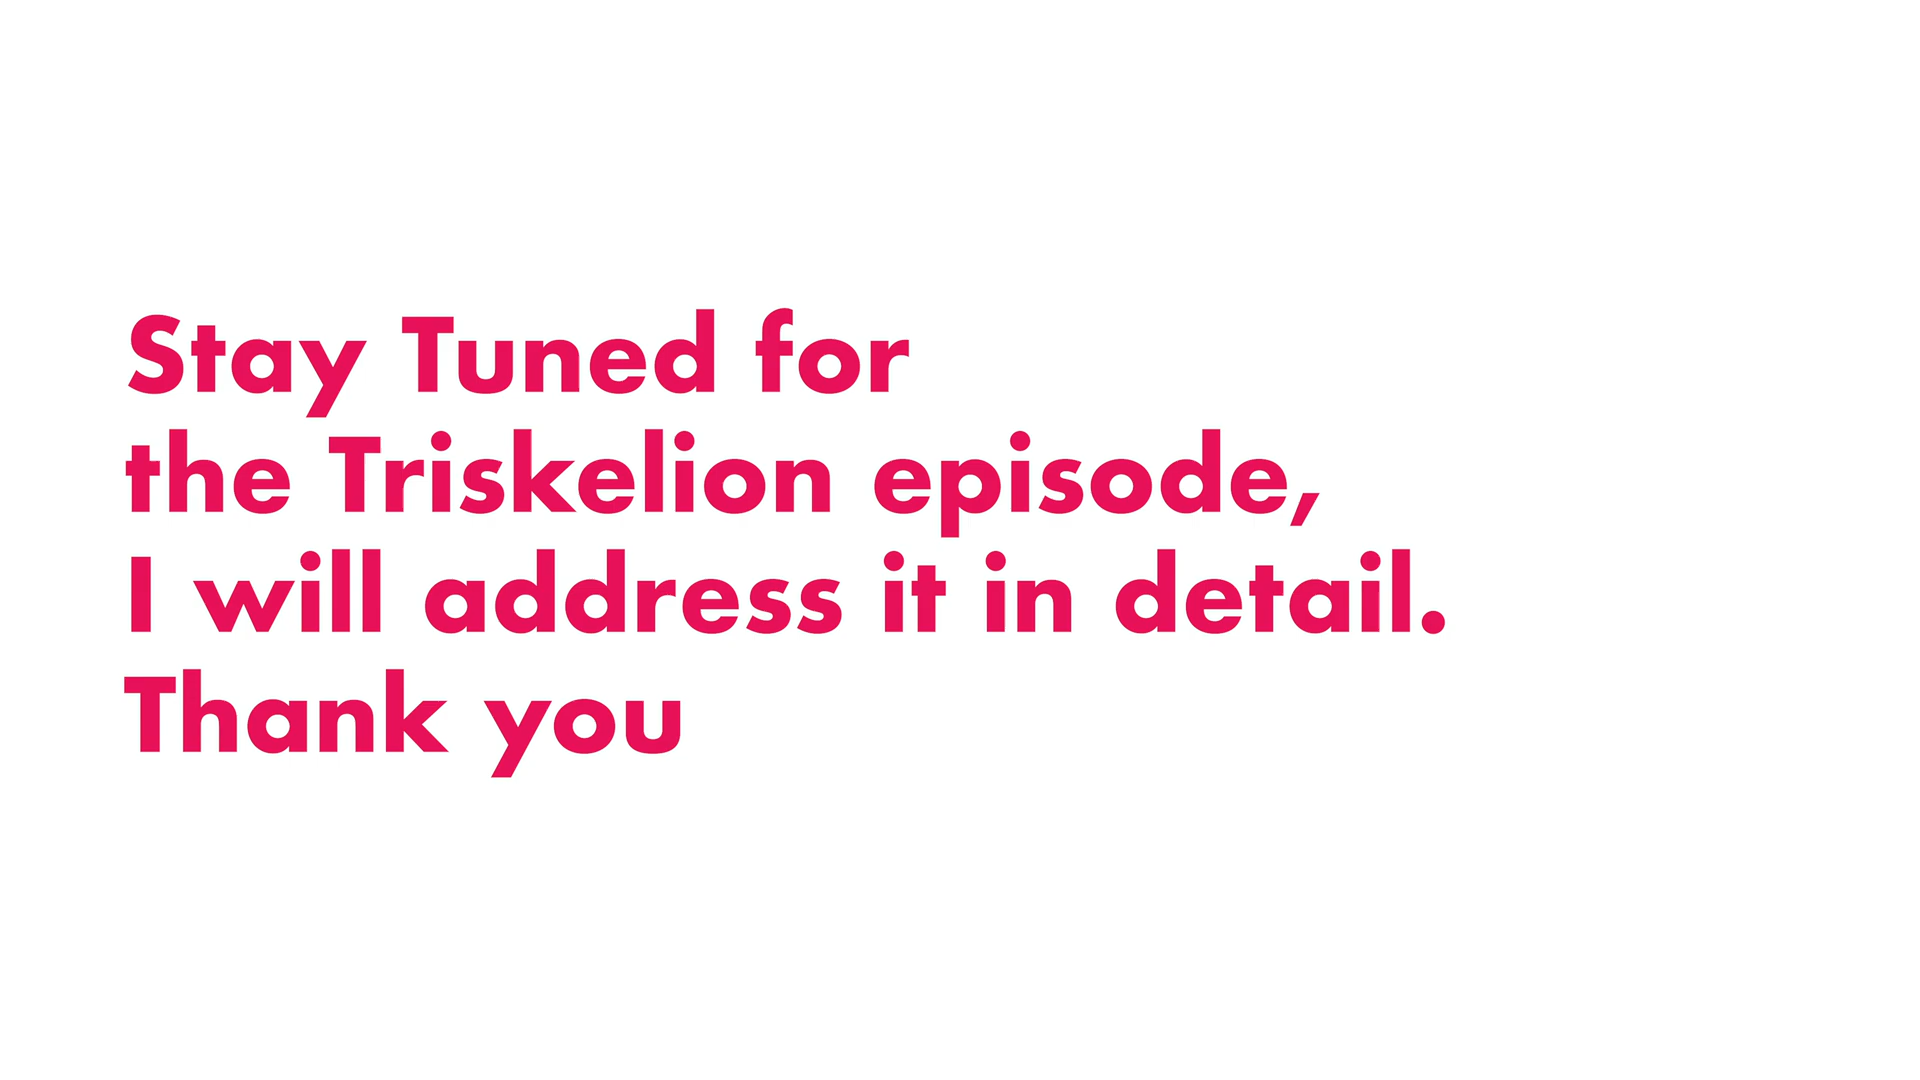 Stay Tuned for
the Triskelion episode,
I will address it in detail.
Thank you